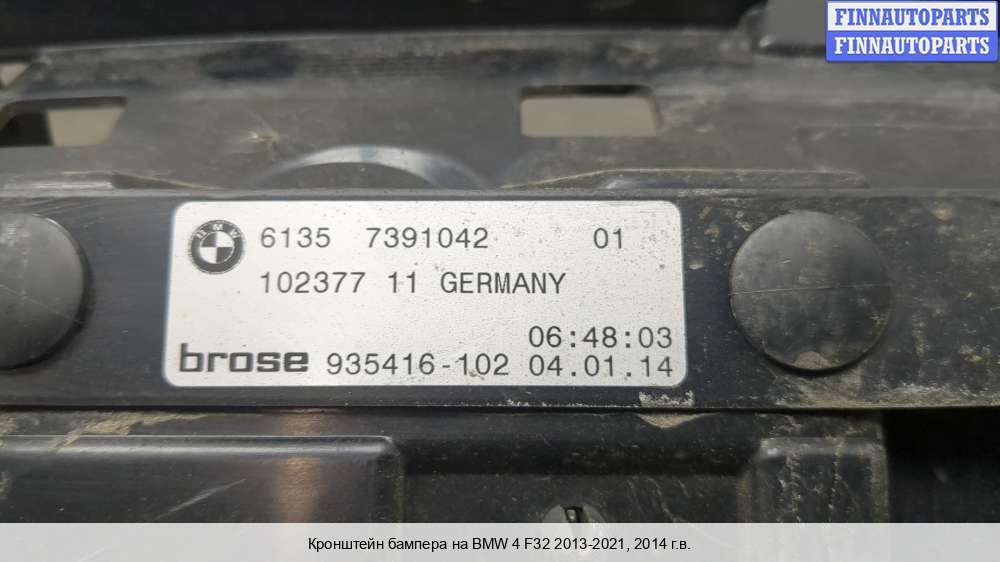 FINNAUTOPARTS
FINNAUTOPARTS
BMW
6135 7391042 01
102377 11 GERMANY
06:48:03
brose 935416-102 04.01.14
Кронштейн бампера на BMW 4 F32 2013-2021, 2014 г.в.